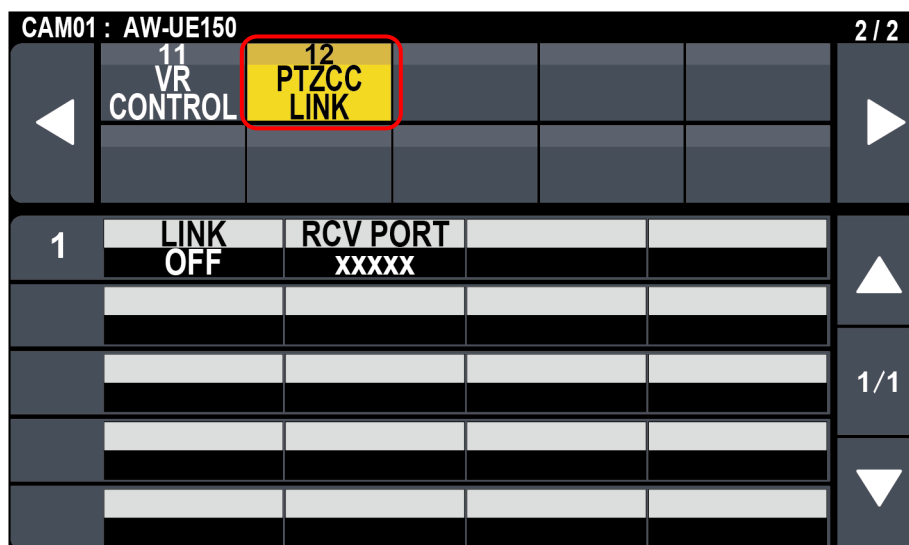 CAM01 : AW-UE150
2 / 2
11
VR
CONTROL
12
PTZCC
LINK
1
LINK
OFF
RCV PORT
XXXXX
1/1